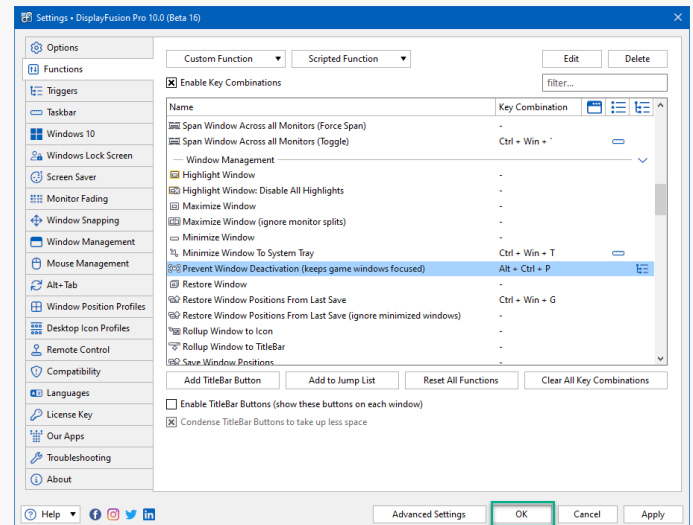 Settings • DisplayFusion Pro 10.0 (Beta 16)
Options
Functions
Triggers
Taskbar
Windows 10
Windows Lock Screen
Screen Saver
Monitor Fading
Window Snapping
Window Management
Mouse Management
Alt+Tab
Window Position Profiles
Desktop Icon Profiles
Remote Control
Compatibility
Languages
License Key
Our Apps
Troubleshooting
About
Custom Function Scripted Function Edit Delete
Enable Key Combinations filter...
Name Key Combination
Span Window Across all Monitors (Force Span) -
Span Window Across all Monitors (Toggle) Ctrl + Win + `
Window Management
Highlight Window -
Highlight Window: Disable All Highlights -
Maximize Window -
Maximize Window (ignore monitor splits) -
Minimize Window -
Minimize Window To System Tray Ctrl + Win + T
Prevent Window Deactivation (keeps game windows focused) Alt + Ctrl + P
Restore Window -
Restore Window Positions From Last Save Ctrl + Win + G
Restore Window Positions From Last Save (ignore minimized windows) -
Rollup Window to Icon -
Rollup Window to TitleBar -
Save Window Positions -
Add TitleBar Button Add to Jump List Reset All Functions Clear All Key Combinations
Enable TitleBar Buttons (show these buttons on each window)
Condense TitleBar Buttons to take up less space
Help Advanced Settings OK Cancel Apply